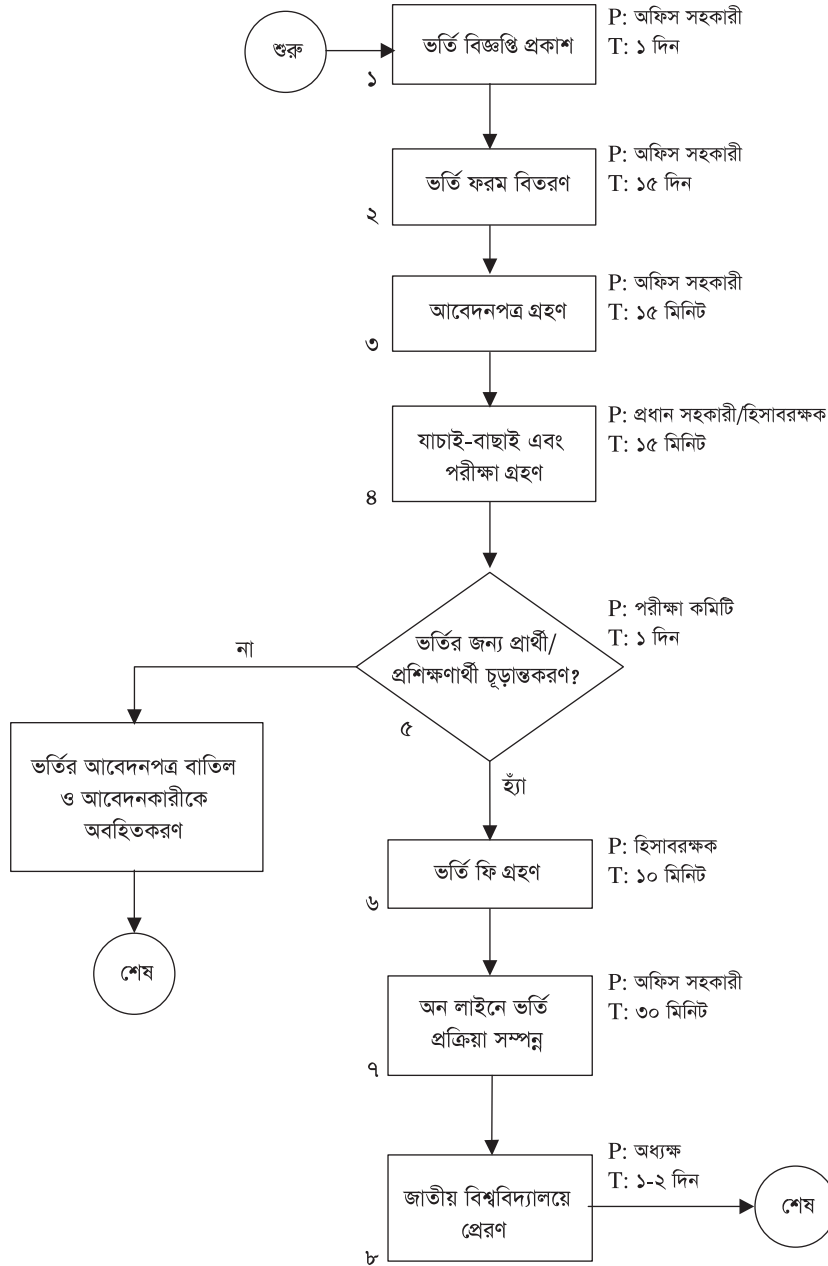 শুরু
ভর্তি বিজ্ঞপ্তি প্রকাশ
১
P: অফিস সহকারী
T: ১ দিন
ভর্তি ফরম বিতরণ
২
P: অফিস সহকারী
T: ১৫ দিন
আবেদনপত্র গ্রহণ
৩
P: অফিস সহকারী
T: ১৫ মিনিট
যাচাই-বাছাই এবং
পরীক্ষা গ্রহণ
৪
P: প্রধান সহকারী/হিসাবরক্ষক
T: ১৫ মিনিট
ভর্তির জন্য প্রার্থী/
প্রশিক্ষণার্থী চূড়ান্তকরণ?
৫
P: পরীক্ষা কমিটি
T: ১ দিন
না
ভর্তির আবেদনপত্র বাতিল
ও আবেদনকারীকে
অবহিতকরণ
শেষ
হ্যাঁ
ভর্তি ফি গ্রহণ
৬
P: হিসাবরক্ষক
T: ১০ মিনিট
অন লাইনে ভর্তি
প্রক্রিয়া সম্পন্ন
৭
P: অফিস সহকারী
T: ৩০ মিনিট
জাতীয় বিশ্ববিদ্যালয়ে
প্রেরণ
৮
P: অধ্যক্ষ
T: ১-২ দিন
শেষ